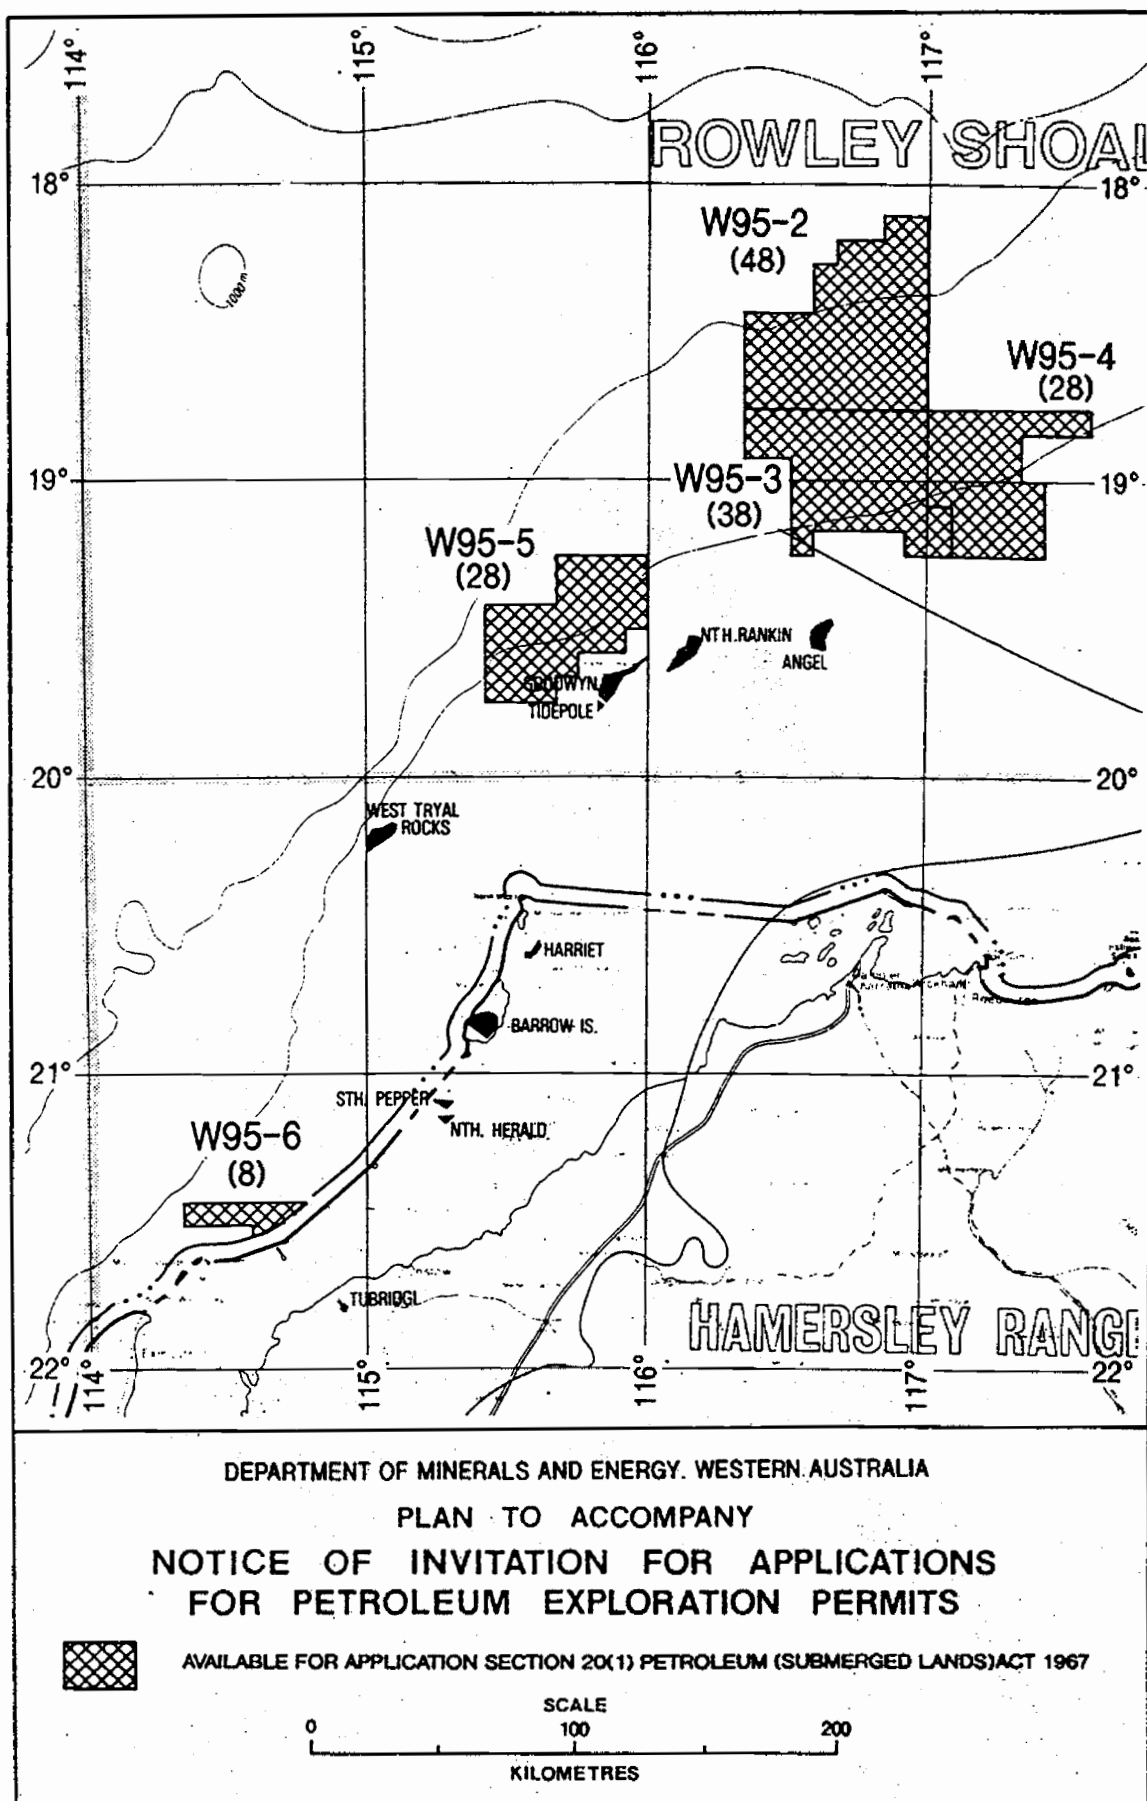 114°
115°
116°
117°
ROWLEY SHOAL
18°
18°
W95-2
(48)
1000m
W95-4
(28)
19°
W95-3
(38)
19°
W95-5
(28)
NTH. RANKIN
ANGEL
GOODWYN
TIDEPOLE
20°
20°
WEST TRYAL
ROCKS
HARRIET
BARROW IS.
21°
21°
STH. PEPPER
NTH. HERALD
W95-6
(8)
TUBRIDGI
HAMERSLEY RANGE
22°
22°
114°
115°
116°
117°
DEPARTMENT OF MINERALS AND ENERGY. WESTERN AUSTRALIA
PLAN TO ACCOMPANY
NOTICE OF INVITATION FOR APPLICATIONS
FOR PETROLEUM EXPLORATION PERMITS
AVAILABLE FOR APPLICATION SECTION 20(1) PETROLEUM (SUBMERGED LANDS)ACT 1967
SCALE
0 100 200
KILOMETRES